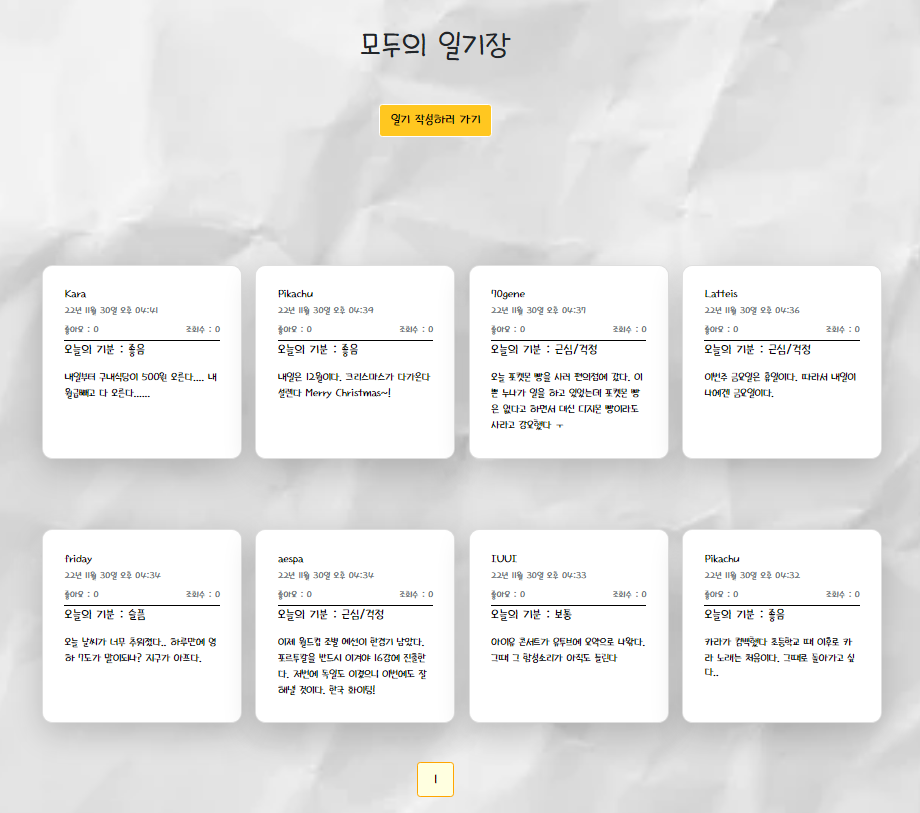 모두의 일기장
일기 작성하러 가기
Kara
22년 11월 30일 오후 04:41
좋아요 : 0 조회수 : 0
오늘의 기분 : 좋음
내일부터 구내식당이 500원 오른다.... 내
월급빼고 다 오른다......
Pikachu
22년 11월 30일 오후 04:39
좋아요 : 0 조회수 : 0
오늘의 기분 : 좋음
내일은 12월이다. 크리스마스가 다가온다
설렌다 Merry Christmas~!
70gene
22년 11월 30일 오후 04:37
좋아요 : 0 조회수 : 0
오늘의 기분 : 근심/걱정
오늘 포켓몬 빵을 사러 편의점에 갔다. 이
쁜 누나가 일을 하고 있었는데 포켓몬 빵
은 없다고 하면서 대신 디지몬 빵이라도
사라고 강요했다 ㅜ
Latteis
22년 11월 30일 오후 04:36
좋아요 : 0 조회수 : 0
오늘의 기분 : 근심/걱정
이번주 금요일은 휴일이다. 따라서 내일이
나에겐 금요일이다.
friday
22년 11월 30일 오후 04:34
좋아요 : 0 조회수 : 0
오늘의 기분 : 슬픔
오늘 날씨가 너무 추워졌다.. 하루만에 영
하 7도가 말이되나? 지구가 아프다.
aespa
22년 11월 30일 오후 04:34
좋아요 : 0 조회수 : 0
오늘의 기분 : 근심/걱정
이제 월드컵 조별 예선이 한경기 남았다.
포르투갈을 반드시 이겨야 16강에 진출한
다. 저번에 독일도 이겼으니 이번에도 잘
해낼 것이다. 한국 화이팅!
IUUI
22년 11월 30일 오후 04:33
좋아요 : 0 조회수 : 0
오늘의 기분 : 보통
아이유 콘서트가 유투브에 요약으로 나왔다.
그때 그 함성소리가 아직도 들린다
Pikachu
22년 11월 30일 오후 04:32
좋아요 : 0 조회수 : 0
오늘의 기분 : 좋음
카라가 컴백했다 초등학교 때 이후로 카
라 노래는 처음이다. 그때로 돌아가고 싶
다..
1